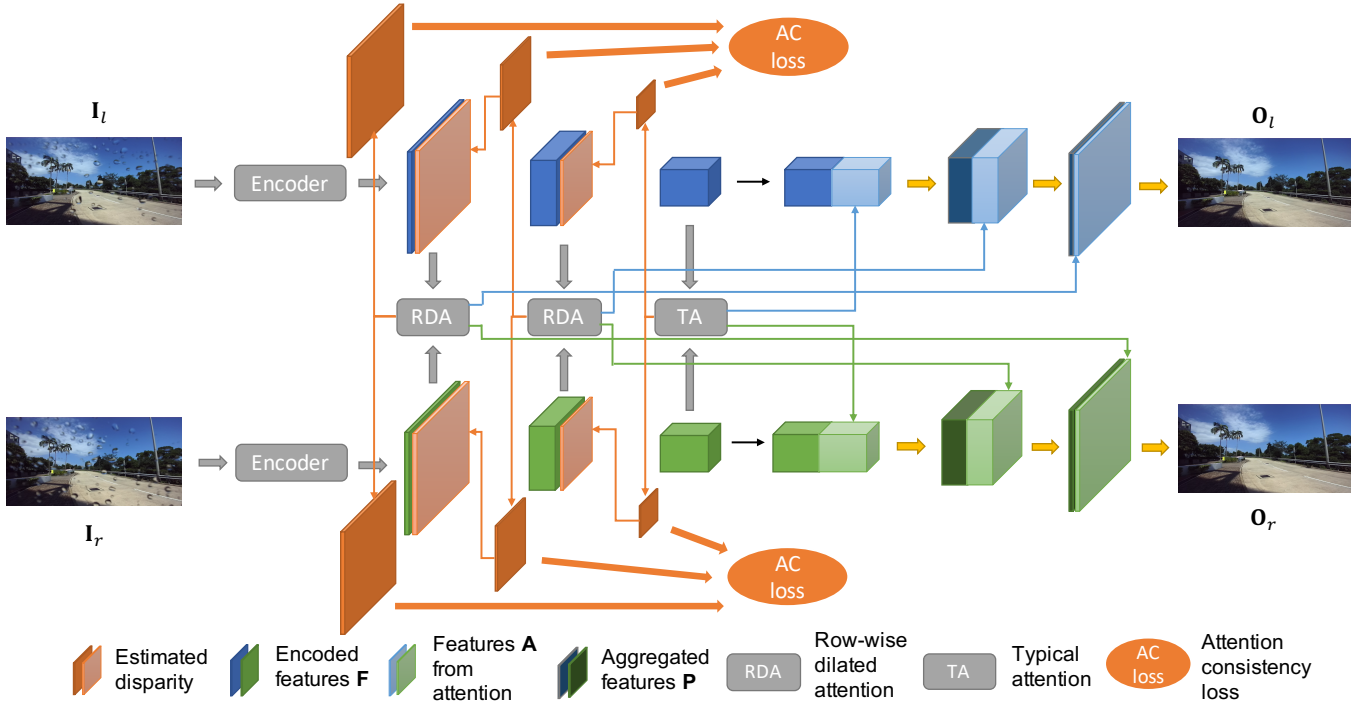 AC
loss
I_l
O_l
Encoder
RDA
RDA
TA
Encoder
I_r
O_r
AC
loss
Estimated
disparity
Encoded
features F
Features A
from
attention
Aggregated
features P
RDA
Row-wise
dilated
attention
TA
Typical
attention
AC
loss
Attention
consistency
loss